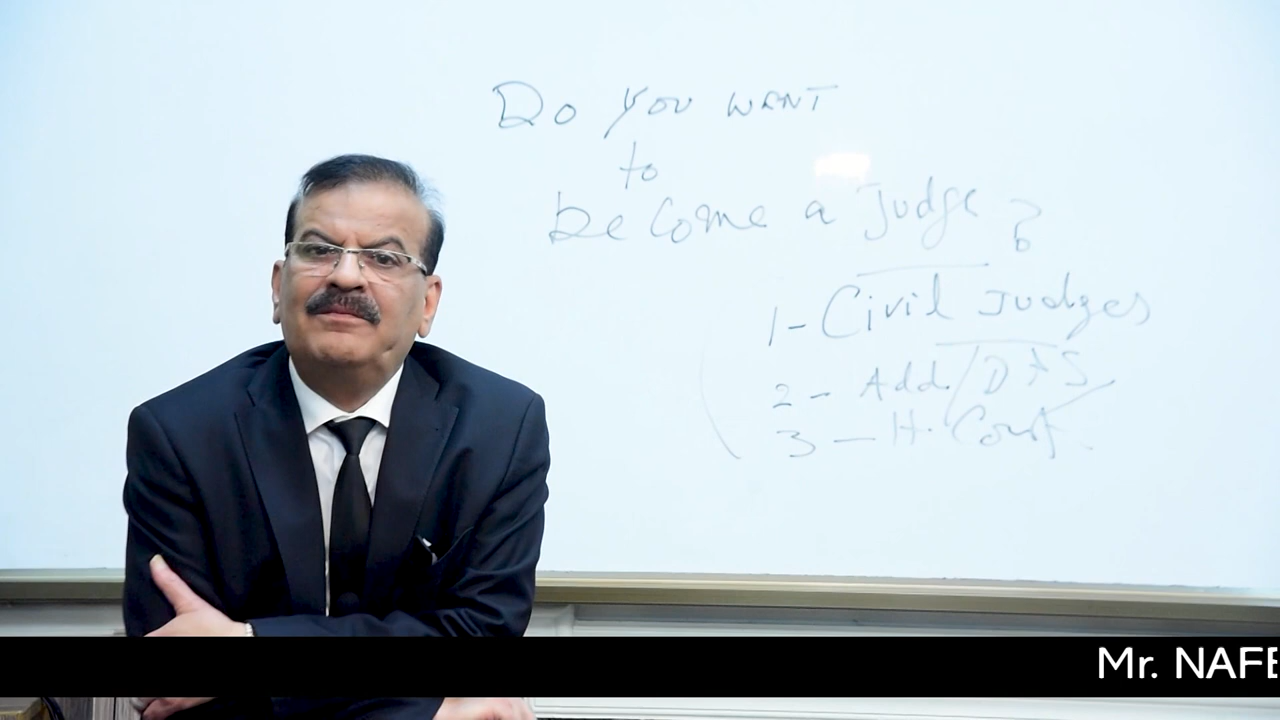 Do You WANT
to
become a Judge ?
1- Civil Judges
2 - Add/D & S
3 - H. Court.
Mr. NAFE